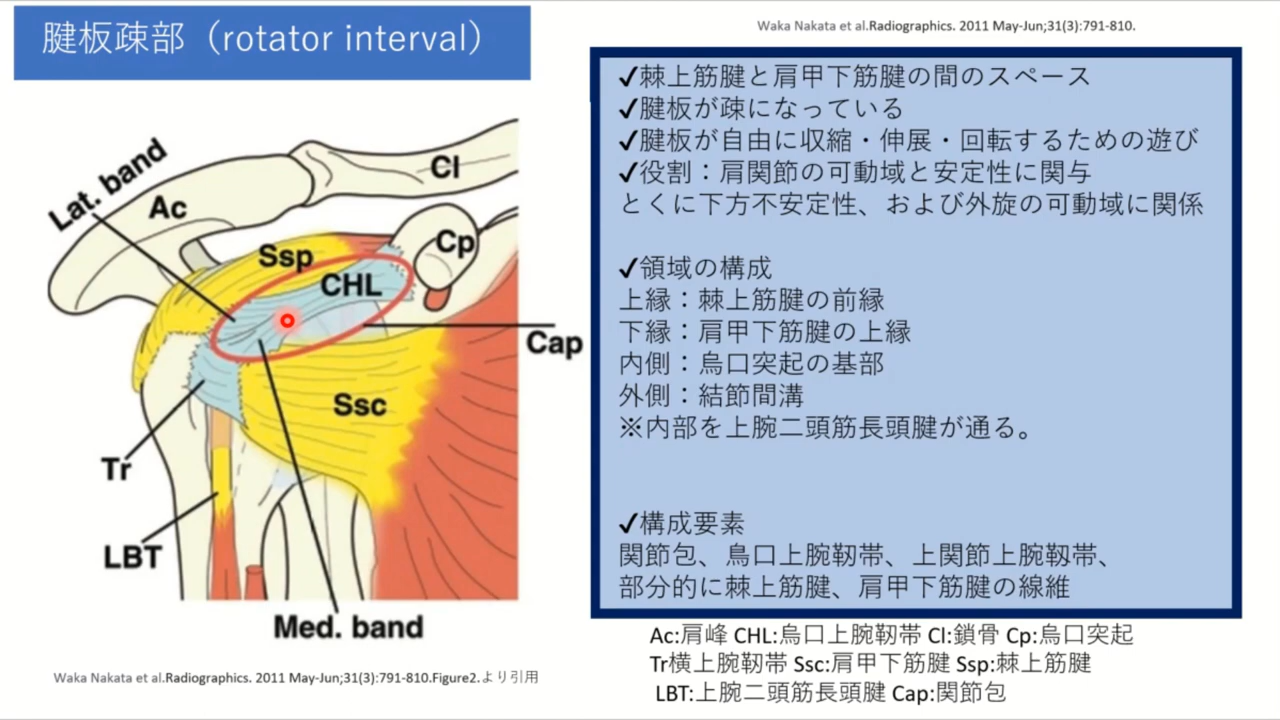 腱板疎部（rotator interval）
Waka Nakata et al.Radiographics. 2011 May-Jun;31(3):791-810.
✓棘上筋腱と肩甲下筋腱の間のスペース
✓腱板が疎になっている
✓腱板が自由に収縮・伸展・回転するための遊び
✓役割：肩関節の可動域と安定性に関与
とくに下方不安定性、および外旋の可動域に関係
✓領域の構成
上縁：棘上筋腱の前縁
下縁：肩甲下筋腱の上縁
内側：烏口突起の基部
外側：結節間溝
※内部を上腕二頭筋長頭腱が通る。
✓構成要素
関節包、烏口上腕靭帯、上関節上腕靱帯、
部分的に棘上筋腱、肩甲下筋腱の線維
Lat. band
Ac
Cl
Ssp
Cp
CHL
Cap
Ssc
Tr
LBT
Med. band
Waka Nakata et al.Radiographics. 2011 May-Jun;31(3):791-810.Figure2.より引用
Ac:肩峰 CHL:烏口上腕靭帯 Cl:鎖骨 Cp:烏口突起
Tr横上腕靭帯 Ssc:肩甲下筋腱 Ssp:棘上筋腱
LBT:上腕二頭筋長頭腱 Cap:関節包